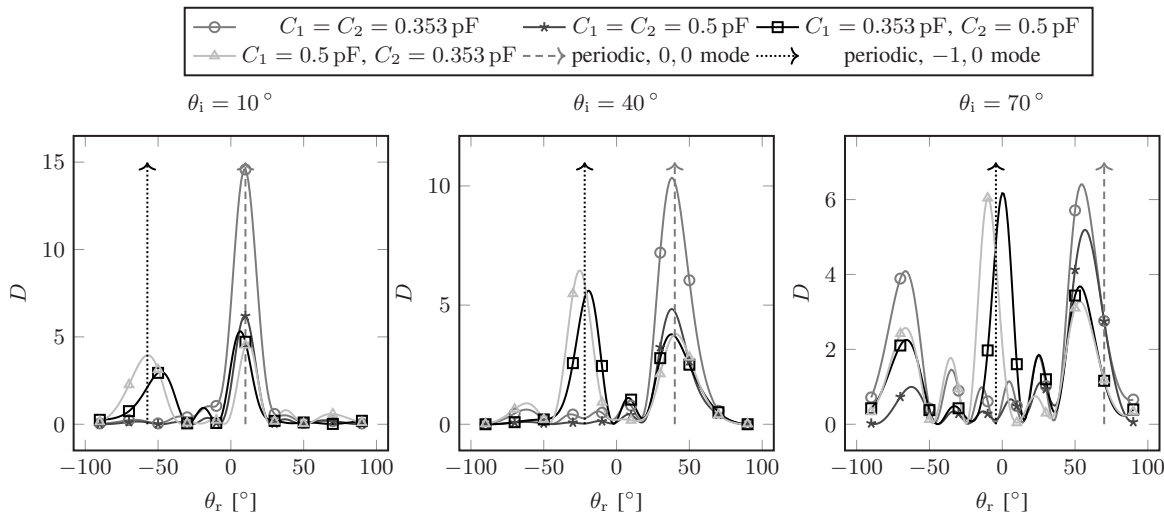 C₁ = C₂ = 0.353 pF   C₁ = C₂ = 0.5 pF   C₁ = 0.353 pF, C₂ = 0.5 pF
C₁ = 0.5 pF, C₂ = 0.353 pF   periodic, 0, 0 mode   periodic, −1, 0 mode
θᵢ = 10°   θᵢ = 40°   θᵢ = 70°
15
10
5
0
D
−100 −50 0 50 100
θᵣ [°]
10
5
0
D
−100 −50 0 50 100
θᵣ [°]
6
4
2
0
D
−100 −50 0 50 100
θᵣ [°]